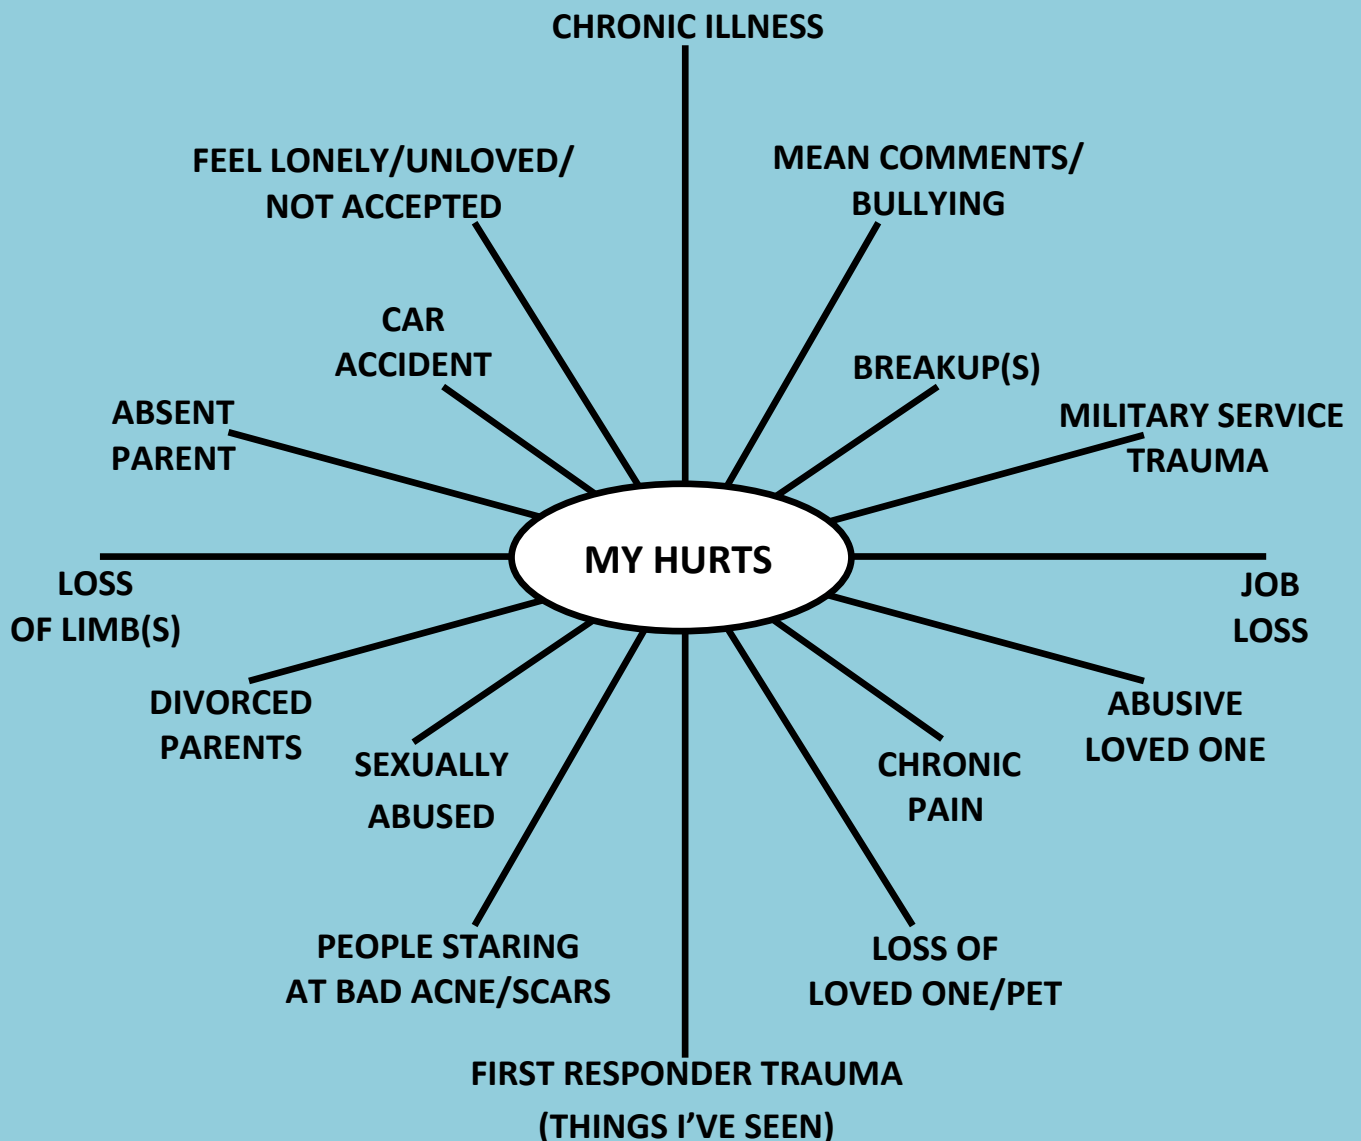 CHRONIC ILLNESS
FEEL LONELY/UNLOVED/
NOT ACCEPTED
MEAN COMMENTS/
BULLYING
CAR
ACCIDENT
BREAKUP(S)
ABSENT
PARENT
MILITARY SERVICE
TRAUMA
MY HURTS
LOSS
OF LIMB(S)
JOB
LOSS
DIVORCED
PARENTS
ABUSIVE
LOVED ONE
SEXUALLY
ABUSED
CHRONIC
PAIN
PEOPLE STARING
AT BAD ACNE/SCARS
LOSS OF
LOVED ONE/PET
FIRST RESPONDER TRAUMA
(THINGS I’VE SEEN)